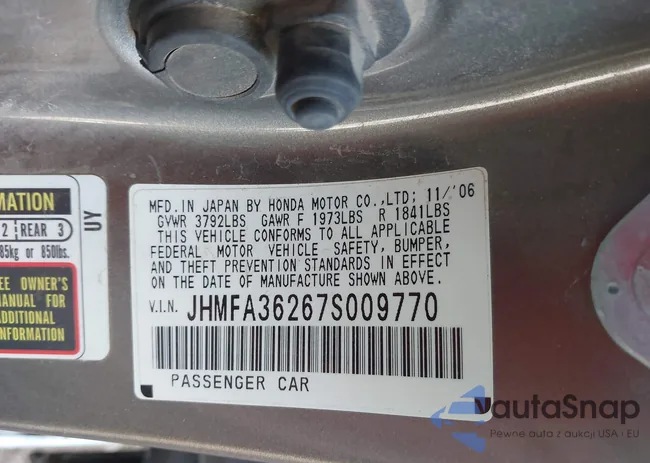 MFD. IN JAPAN BY HONDA MOTOR CO.,LTD; 11/'06
GVWR 3792LBS GAWR F 1973LBS R 1841LBS
THIS VEHICLE CONFORMS TO ALL APPLICABLE
FEDERAL MOTOR VEHICLE SAFETY, BUMPER,
AND THEFT PREVENTION STANDARDS IN EFFECT
ON THE DATE OF MANUFACTURE SHOWN ABOVE.
V.I.N. JHMFA36267S009770
PASSENGER CAR
MATION
2 REAR 3
85kg or 850lbs.
EE OWNER'S
MANUAL FOR
ADDITIONAL
INFORMATION
UY
autaSnap
Pewne auta z aukcji USA i EU